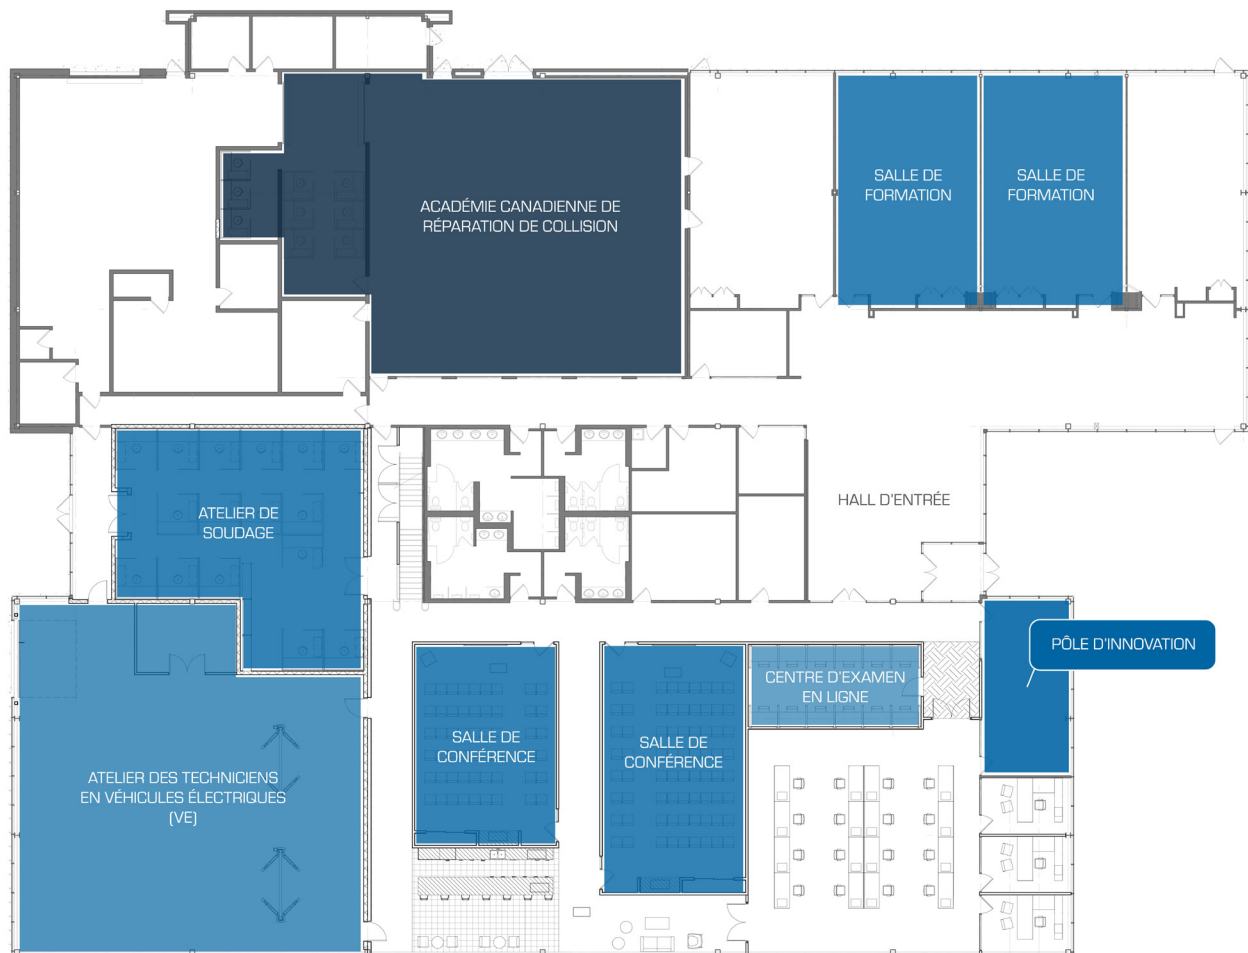 ACADÉMIE CANADIENNE DE
RÉPARATION DE COLLISION
SALLE DE
FORMATION
SALLE DE
FORMATION
ATELIER DE
SOUDAGE
HALL D'ENTRÉE
PÔLE D'INNOVATION
CENTRE D'EXAMEN
EN LIGNE
SALLE DE
CONFÉRENCE
SALLE DE
CONFÉRENCE
ATELIER DES TECHNICIENS
EN VÉHICULES ÉLECTRIQUES
(VE)